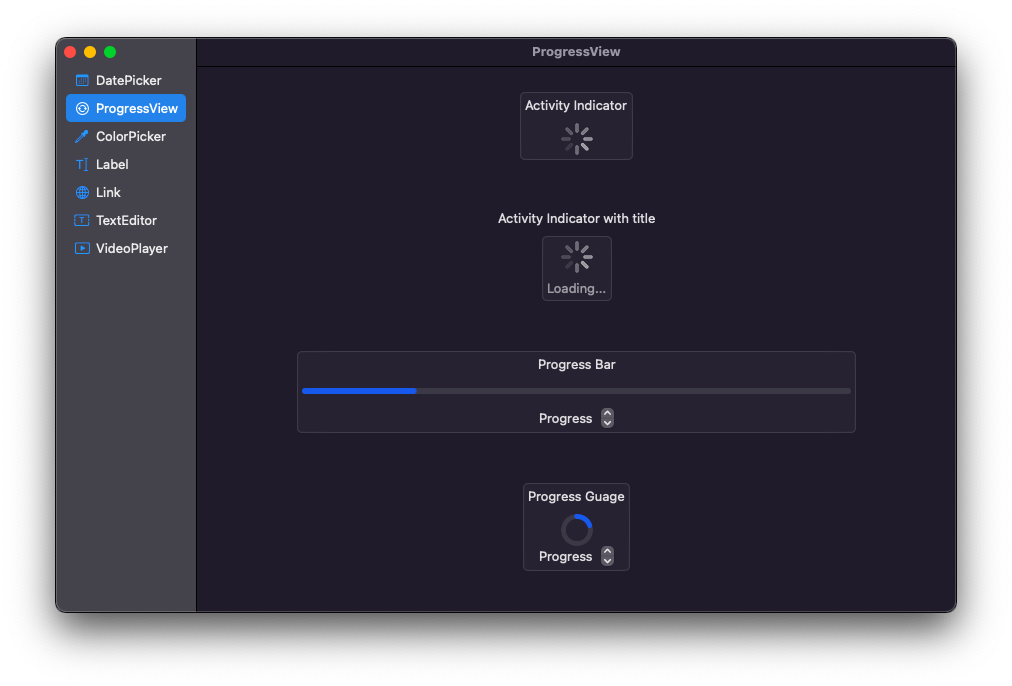 ProgressView
DatePicker
ProgressView
ColorPicker
Label
Link
TextEditor
VideoPlayer
Activity Indicator
Activity Indicator with title
Loading...
Progress Bar
Progress
Progress Guage
Progress